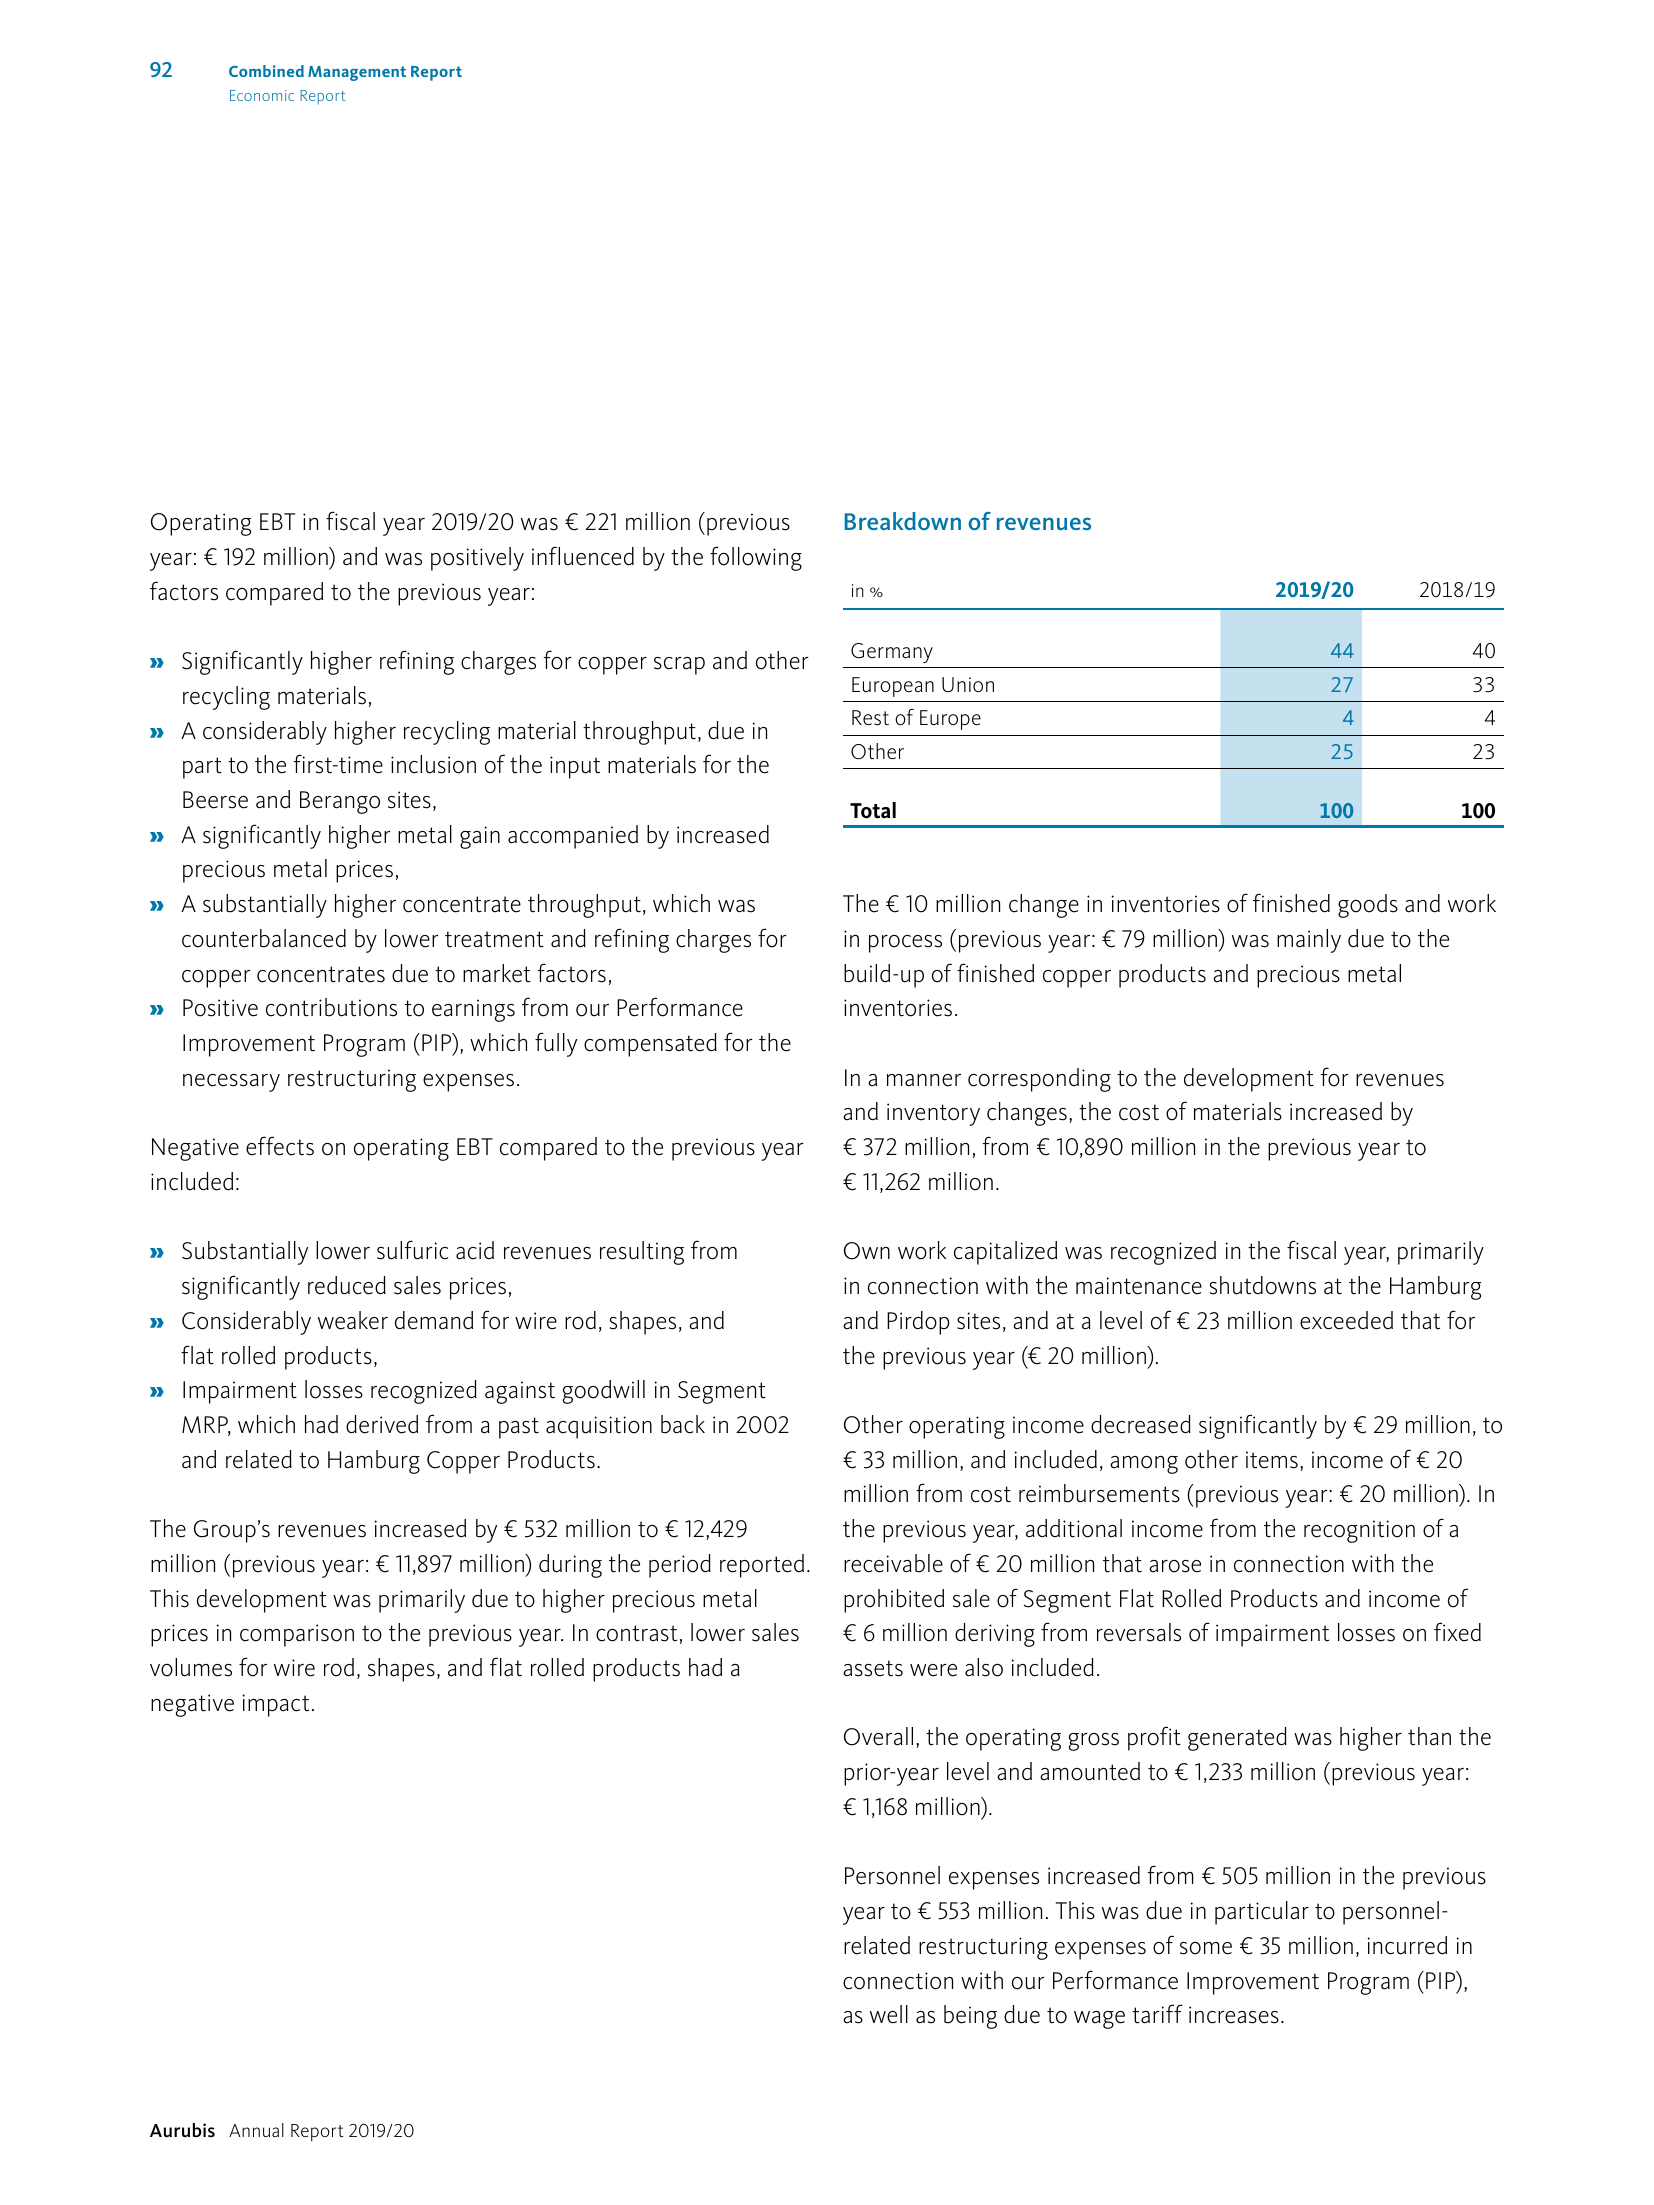 92 Combined Management Report
Economic Report
Operating EBT in fiscal year 2019/20 was € 221 million (previous
year: € 192 million) and was positively influenced by the following
factors compared to the previous year:
» Significantly higher refining charges for copper scrap and other
recycling materials,
» A considerably higher recycling material throughput, due in
part to the first-time inclusion of the input materials for the
Beerse and Berango sites,
» A significantly higher metal gain accompanied by increased
precious metal prices,
» A substantially higher concentrate throughput, which was
counterbalanced by lower treatment and refining charges for
copper concentrates due to market factors,
» Positive contributions to earnings from our Performance
Improvement Program (PIP), which fully compensated for the
necessary restructuring expenses.
Negative effects on operating EBT compared to the previous year
included:
» Substantially lower sulfuric acid revenues resulting from
significantly reduced sales prices,
» Considerably weaker demand for wire rod, shapes, and
flat rolled products,
» Impairment losses recognized against goodwill in Segment
MRP, which had derived from a past acquisition back in 2002
and related to Hamburg Copper Products.
The Group’s revenues increased by € 532 million to € 12,429
million (previous year: € 11,897 million) during the period reported.
This development was primarily due to higher precious metal
prices in comparison to the previous year. In contrast, lower sales
volumes for wire rod, shapes, and flat rolled products had a
negative impact.
Breakdown of revenues
in % 2019/20 2018/19
Germany 44 40
European Union 27 33
Rest of Europe 4 4
Other 25 23
Total 100 100
The € 10 million change in inventories of finished goods and work
in process (previous year: € 79 million) was mainly due to the
build-up of finished copper products and precious metal
inventories.
In a manner corresponding to the development for revenues
and inventory changes, the cost of materials increased by
€ 372 million, from € 10,890 million in the previous year to
€ 11,262 million.
Own work capitalized was recognized in the fiscal year, primarily
in connection with the maintenance shutdowns at the Hamburg
and Pirdop sites, and at a level of € 23 million exceeded that for
the previous year (€ 20 million).
Other operating income decreased significantly by € 29 million, to
€ 33 million, and included, among other items, income of € 20
million from cost reimbursements (previous year: € 20 million). In
the previous year, additional income from the recognition of a
receivable of € 20 million that arose in connection with the
prohibited sale of Segment Flat Rolled Products and income of
€ 6 million deriving from reversals of impairment losses on fixed
assets were also included.
Overall, the operating gross profit generated was higher than the
prior-year level and amounted to € 1,233 million (previous year:
€ 1,168 million).
Personnel expenses increased from € 505 million in the previous
year to € 553 million. This was due in particular to personnel-
related restructuring expenses of some € 35 million, incurred in
connection with our Performance Improvement Program (PIP),
as well as being due to wage tariff increases.
Aurubis Annual Report 2019/20